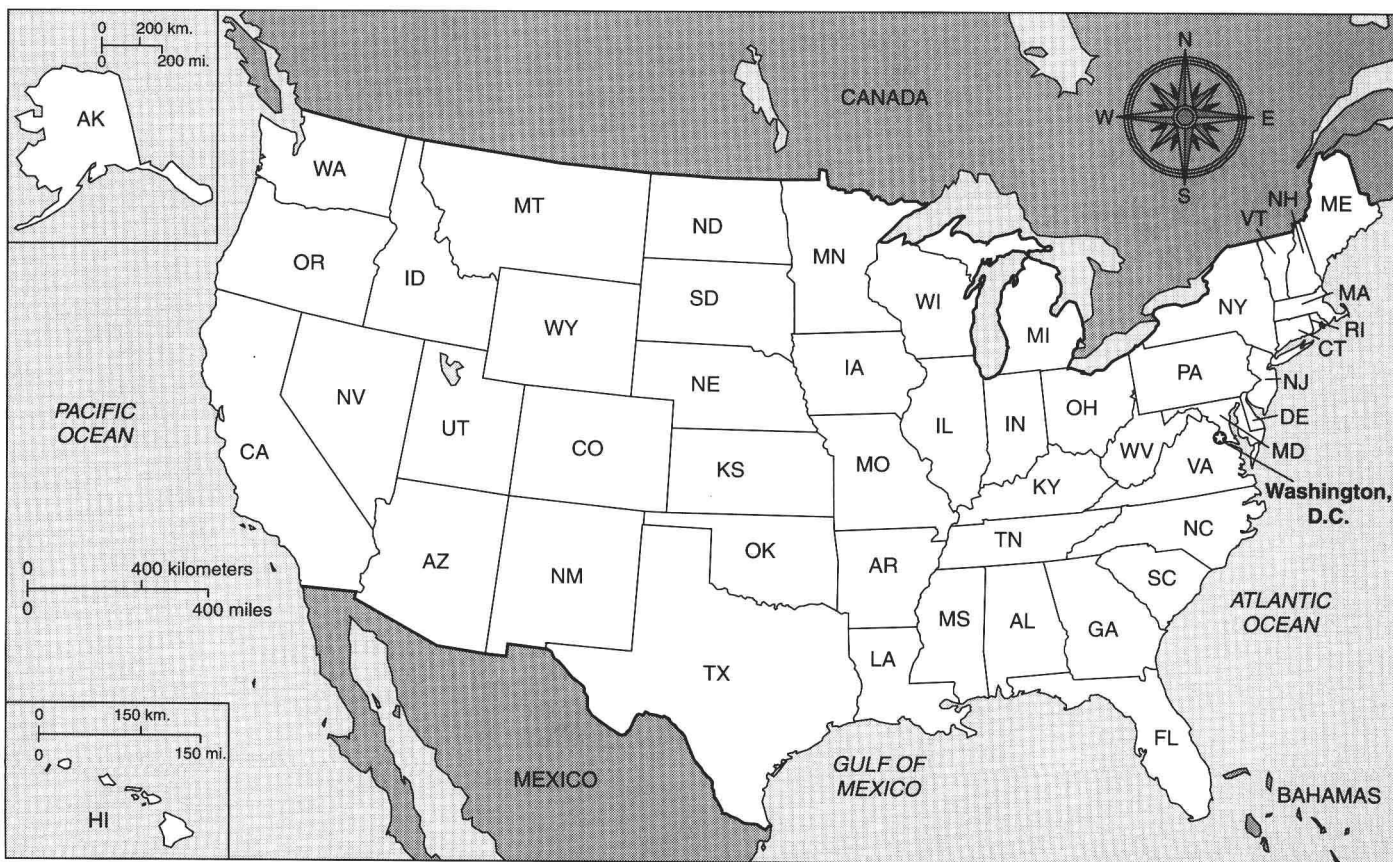 0 200 km.
0 200 mi.
AK
CANADA
N
W E
S
WA
MT
ND
MN
VT
NH
ME
OR
ID
SD
WI
MI
NY
MA
RI
CT
WY
NV
UT
NE
IA
PA
NJ
PACIFIC
OCEAN
CA
CO
KS
MO
IL
IN
OH
WV
VA
DE
MD
Washington,
D.C.
KY
TN
NC
AZ
NM
OK
AR
SC
0 400 kilometers
0 400 miles
MS
AL
GA
ATLANTIC
OCEAN
TX
LA
FL
0 150 km.
0 150 mi.
HI
MEXICO
GULF OF
MEXICO
BAHAMAS